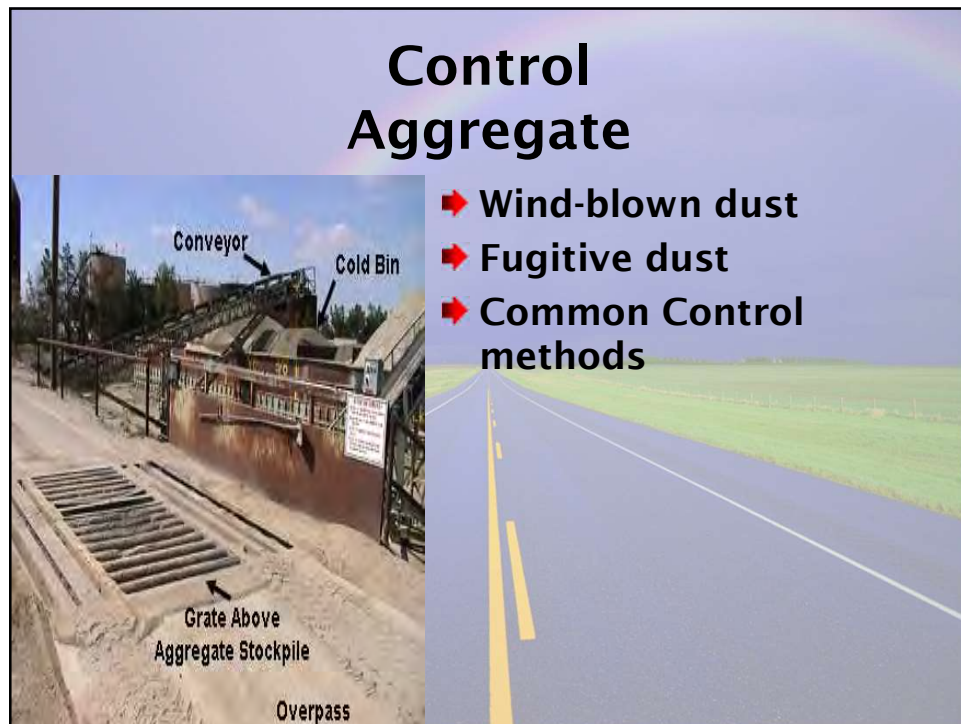 Control
Aggregate
Wind-blown dust
Fugitive dust
Common Control
methods
Conveyor
Cold Bin
Grate Above
Aggregate Stockpile
Overpass